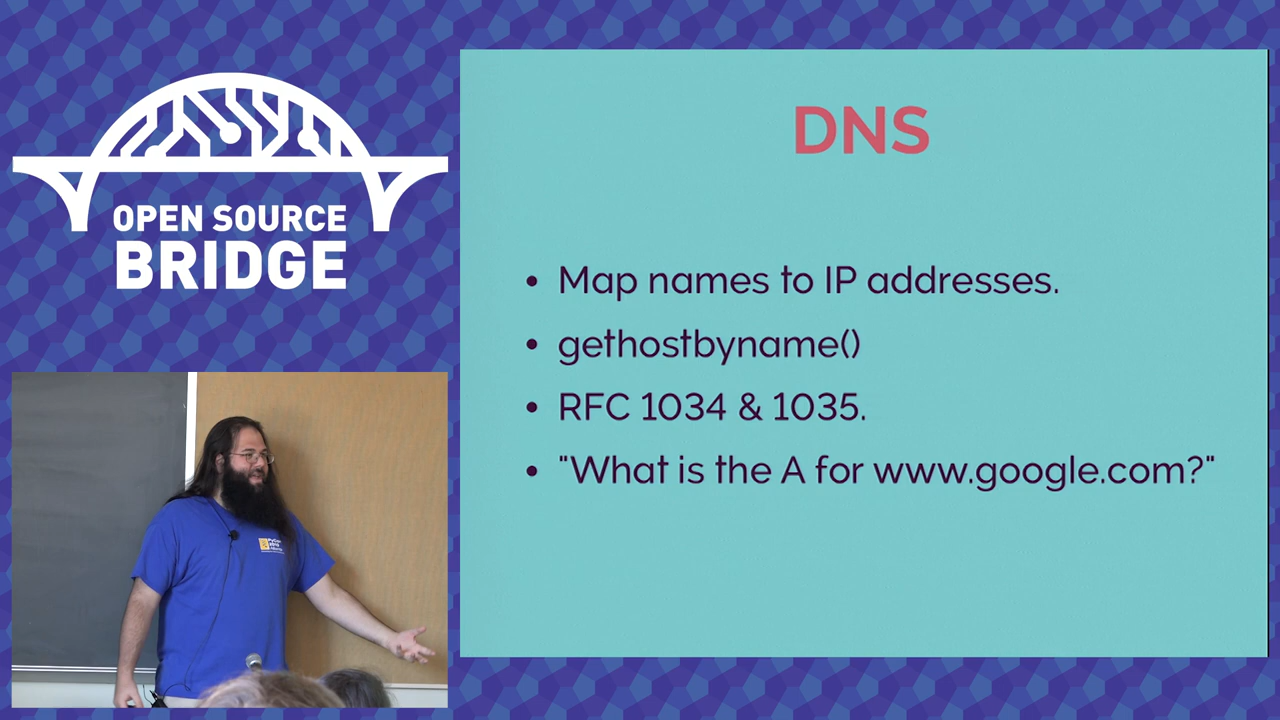 OPEN SOURCE
BRIDGE
DNS
• Map names to IP addresses.
• gethostbyname()
• RFC 1034 & 1035.
• "What is the A for www.google.com?"
PyCon